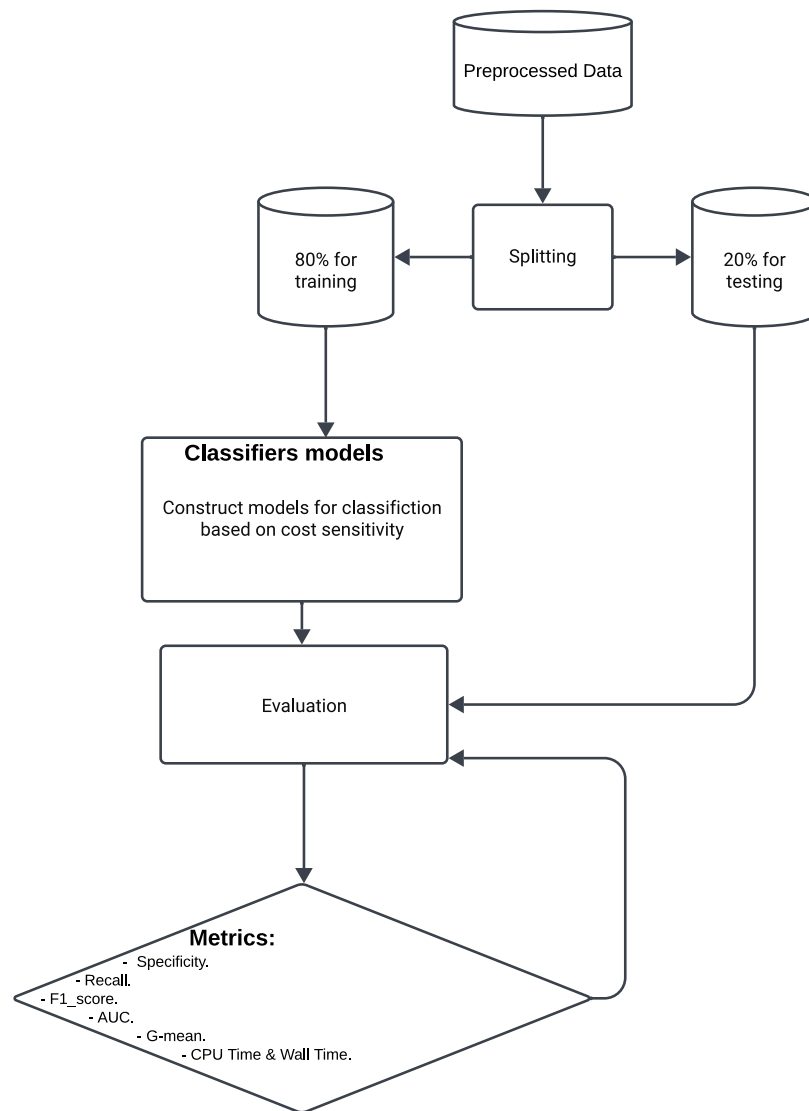 Preprocessed Data
80% for
training
Splitting
20% for
testing
Classifiers models
Construct models for classifiction
based on cost sensitivity
Evaluation
Metrics:
- Specificity.
- Recall.
- F1_score.
- AUC.
- G-mean.
- CPU Time & Wall Time.